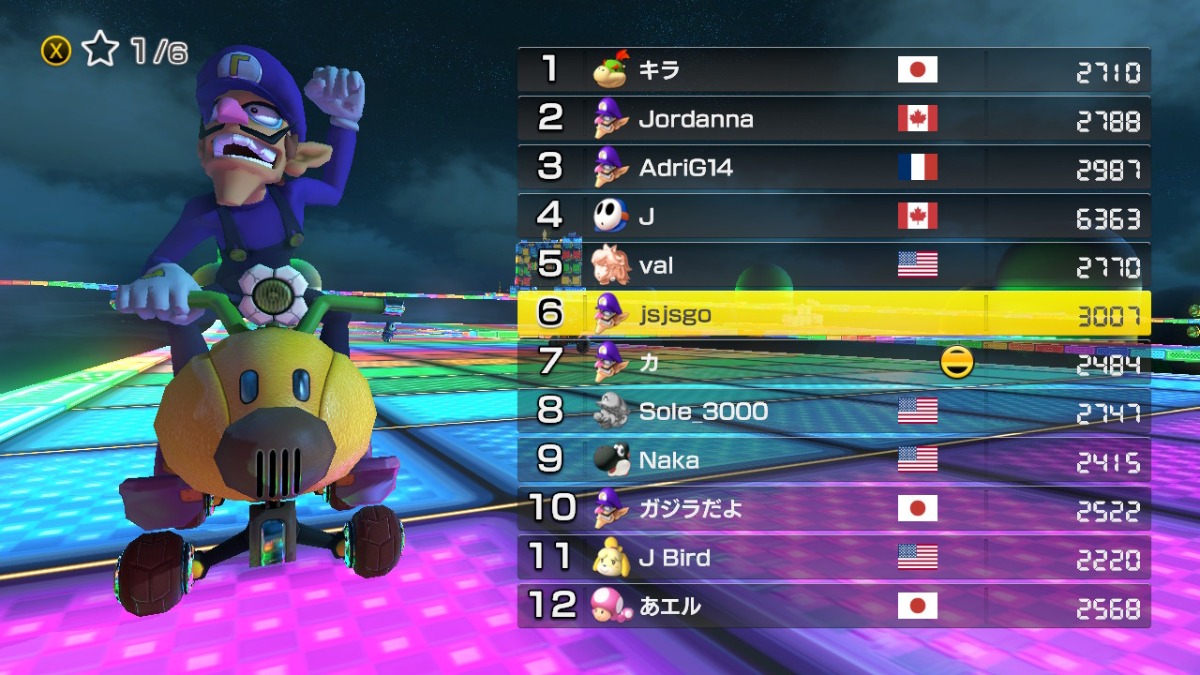 X ☆ 1/6
1 キラ 2710
2 Jordanna 2788
3 AdriG14 2987
4 J 6363
5 val 2770
6 jsjsgo 3007
7 カ 2484
8 Sole_3000 2747
9 Naka 2415
10 ガジラだよ 2522
11 J Bird 2220
12 あエル 2568